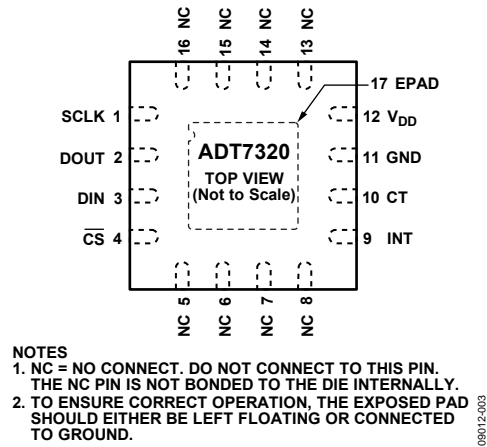 16 NC
15 NC
14 NC
13 NC
17 EPAD
SCLK 1
12 VDD
DOUT 2
11 GND
DIN 3
10 CT
CS 4
9 INT
ADT7320
TOP VIEW
(Not to Scale)
NC 5
NC 6
NC 7
NC 8
NOTES
1. NC = NO CONNECT. DO NOT CONNECT TO THIS PIN.
THE NC PIN IS NOT BONDED TO THE DIE INTERNALLY.
2. TO ENSURE CORRECT OPERATION, THE EXPOSED PAD
SHOULD EITHER BE LEFT FLOATING OR CONNECTED
TO GROUND.
09012-003